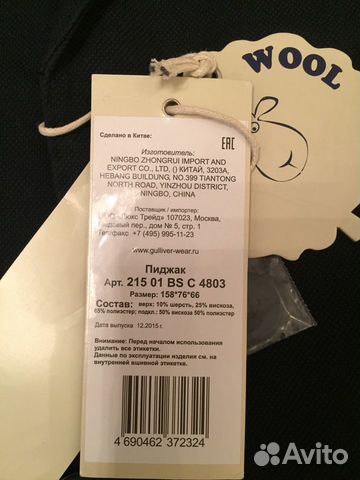 WOOL
Сделано в Китае:
EAC
Изготовитель:
NINGBO ZHONGRUI IMPORT AND
EXPORT CO., LTD, () КИТАЙ, 3203A,
HEBANG BUILDUNG, NO.399 TIANTONG
NORTH ROAD, YINZHOU DISTRICT,
NINGBO, CHINA
Поставщик / импортер:
ООО "Люкс Трейд" 107023, Москва,
пер., дом № 5, стр. 1
Тел/факс +7 (495) 995-11-23
www.gulliver-wear.ru
Пиджак
Арт. 215 01 BS C 4803
Размер: 158*76*66
Состав: верх: 10% шерсть, 25% вискоза,
65% полиэстер; подкл.: 50% вискоза 50% полиэстер
Дата выпуска 12.2015 г.
Внимание: Перед началом использования
удалить все этикетки.
Данные по эксплуатации изделия см. на
внутренней вшивной этикетке.
4 690462 372324
Avito